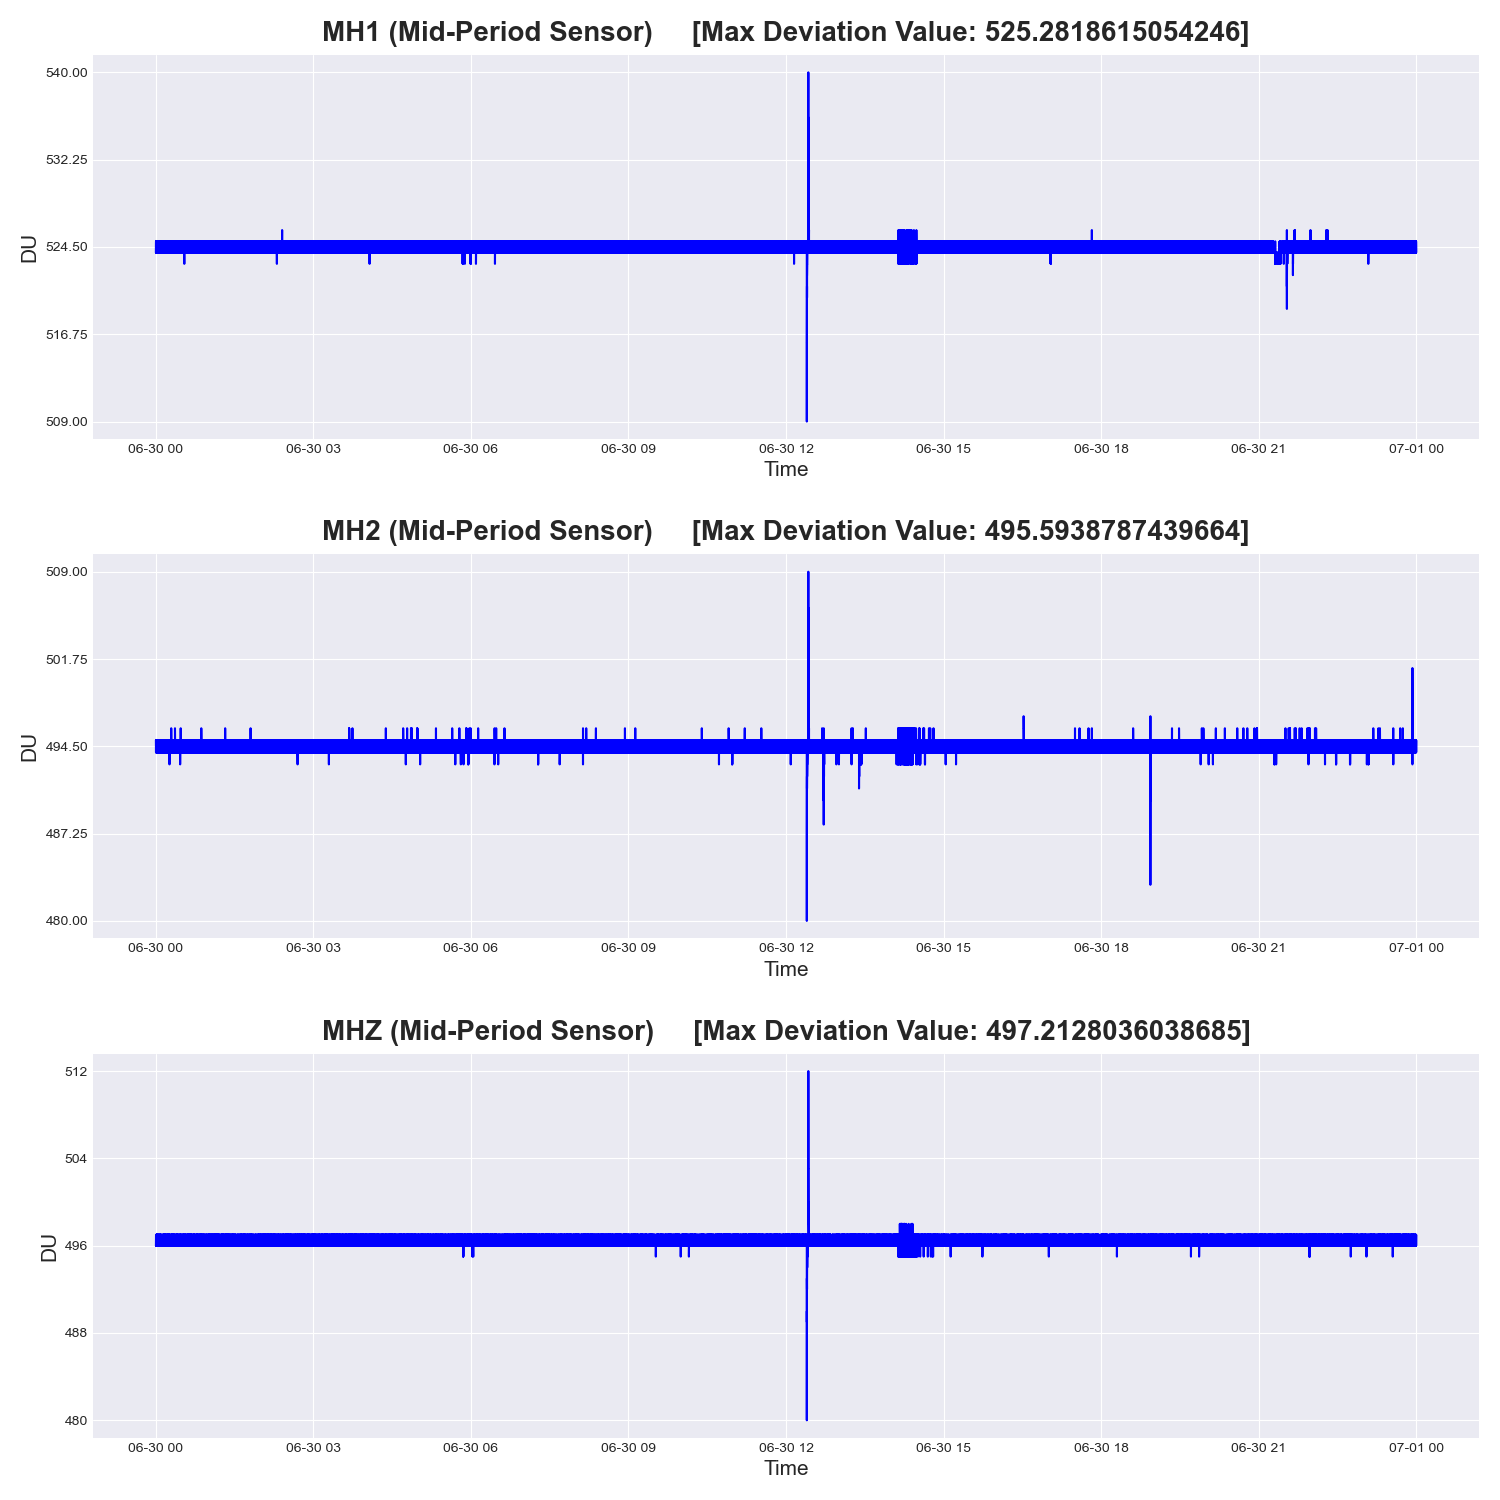 MH1 (Mid-Period Sensor) [Max Deviation Value: 525.2818615054246]
540.00
532.25
524.50
516.75
509.00
DU
06-30 00 06-30 03 06-30 06 06-30 09 06-30 12 06-30 15 06-30 18 06-30 21 07-01 00
Time
MH2 (Mid-Period Sensor) [Max Deviation Value: 495.5938787439664]
509.00
501.75
494.50
487.25
480.00
DU
06-30 00 06-30 03 06-30 06 06-30 09 06-30 12 06-30 15 06-30 18 06-30 21 07-01 00
Time
MHZ (Mid-Period Sensor) [Max Deviation Value: 497.2128036038685]
512
504
496
488
480
DU
06-30 00 06-30 03 06-30 06 06-30 09 06-30 12 06-30 15 06-30 18 06-30 21 07-01 00
Time